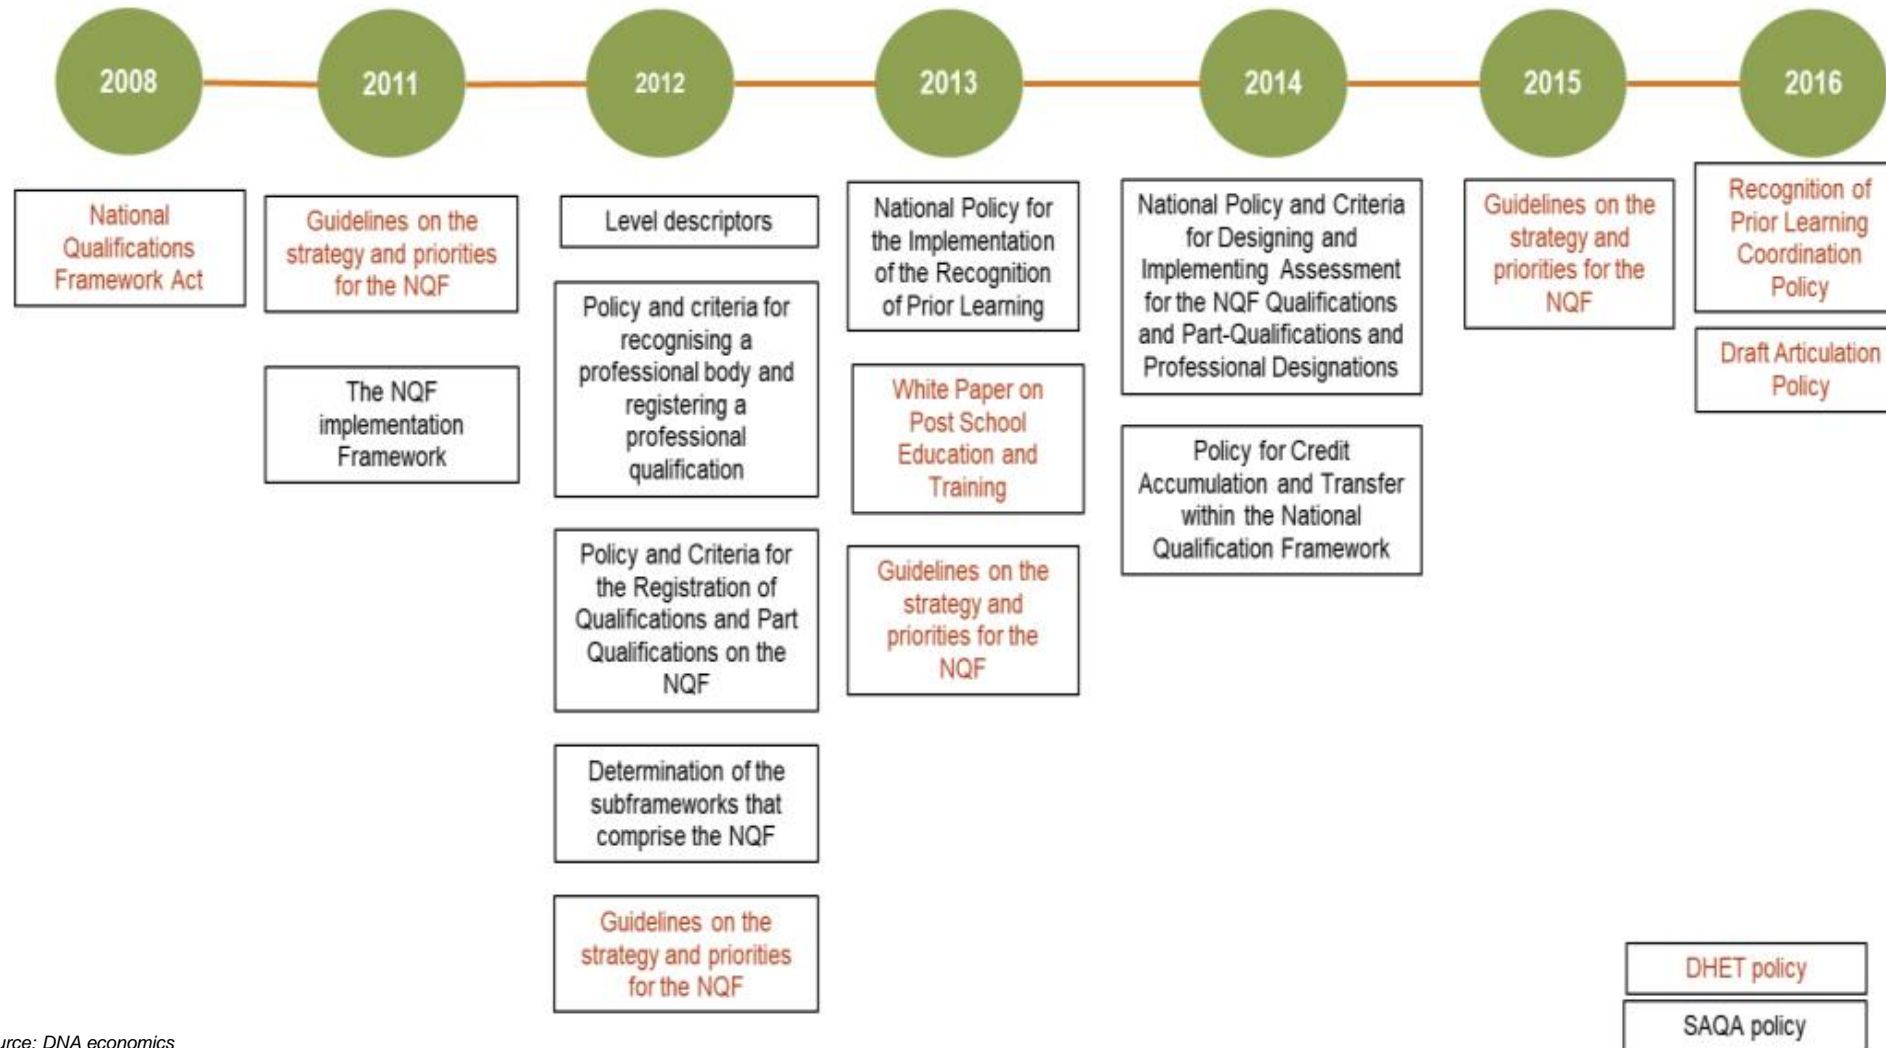 2008
2011
2012
2013
2014
2015
2016
National
Qualifications
Framework Act
Guidelines on the
strategy and priorities
for the NQF
The NQF
implementation
Framework
Level descriptors
Policy and criteria for
recognising a
professional body and
registering a
professional
qualification
Policy and Criteria for
the Registration of
Qualifications and Part
Qualifications on the
NQF
Determination of the
subframeworks that
comprise the NQF
Guidelines on the
strategy and priorities
for the NQF
National Policy for
the Implementation
of the Recognition
of Prior Learning
White Paper on
Post School
Education and
Training
Guidelines on the
strategy and
priorities for the
NQF
National Policy and Criteria
for Designing and
Implementing Assessment
for the NQF Qualifications
and Part-Qualifications and
Professional Designations
Policy for Credit
Accumulation and Transfer
within the National
Qualification Framework
Guidelines on the
strategy and
priorities for the
NQF
Recognition of
Prior Learning
Coordination
Policy
Draft Articulation
Policy
DHET policy
SAQA policy
urce: DNA economics